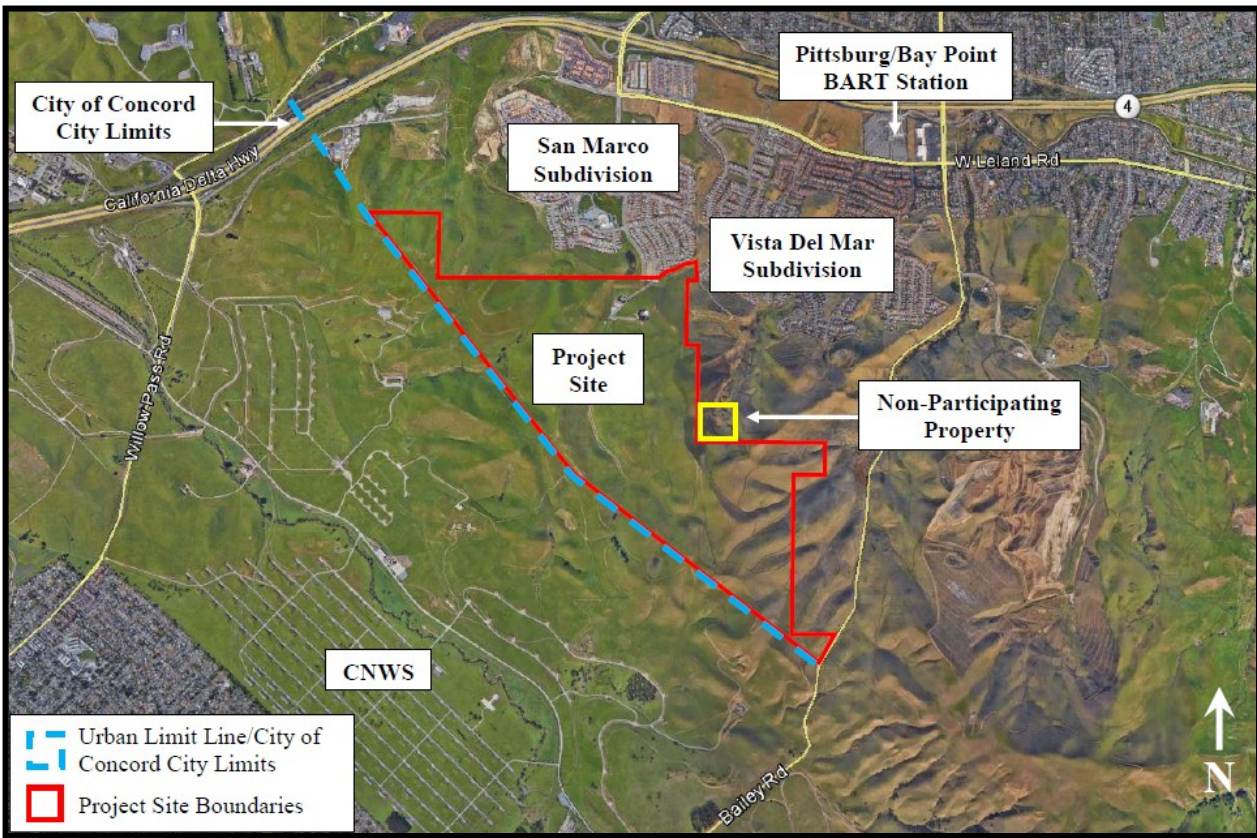 Pittsburg/Bay Point
BART Station
City of Concord
City Limits
4
San Marco
Subdivision
W Leland Rd
California Delta Hwy
Vista Del Mar
Subdivision
Project
Site
Willow Pass Rd
Non-Participating
Property
CNWS
Urban Limit Line/City of
Concord City Limits
Project Site Boundaries
Bailey Rd
N